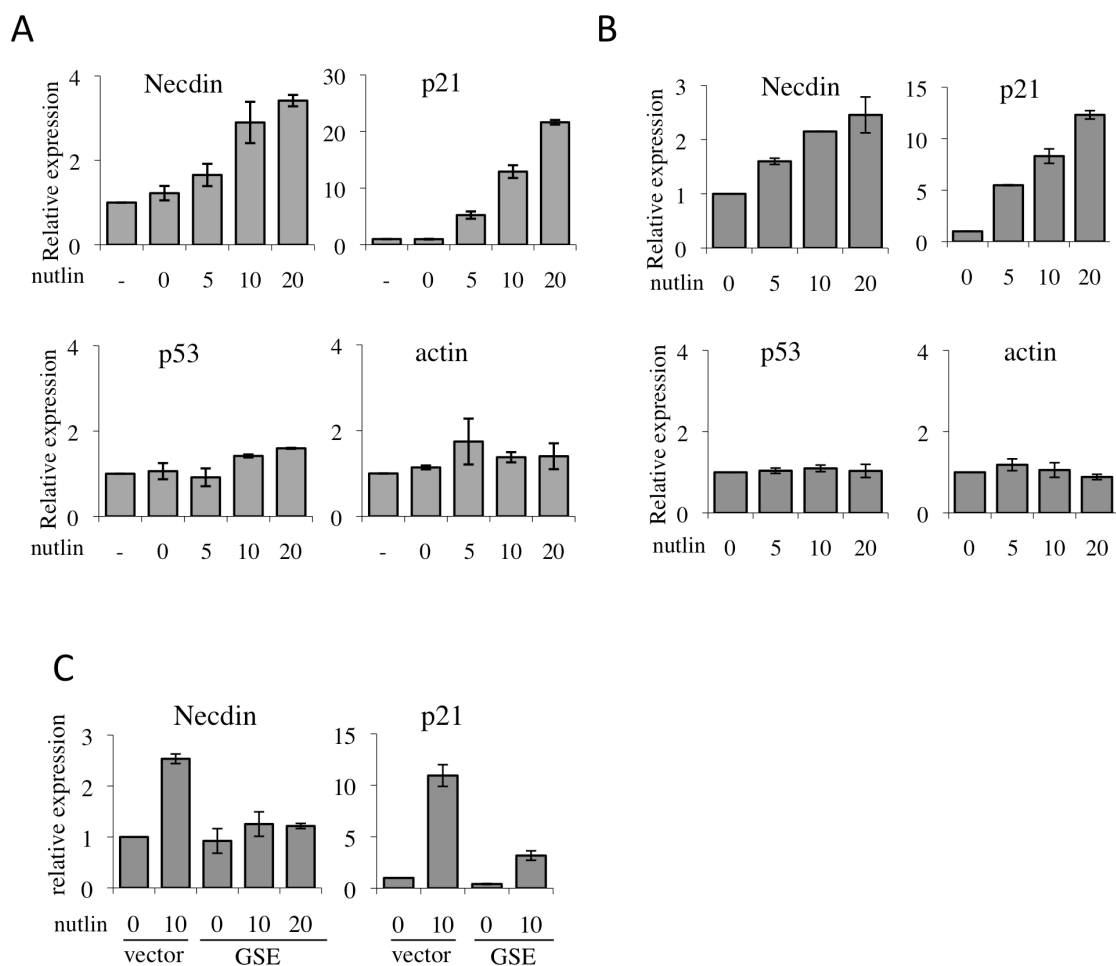 A
B
Necdin
p21
Relative expression
4
2
0
30
20
10
0
nutlin - 0 5 10 20
- 0 5 10 20
Necdin
p21
Relative expression
3
2
1
0
15
10
5
0
nutlin 0 5 10 20
0 5 10 20
p53
actin
Relative expression
4
2
0
4
2
0
nutlin - 0 5 10 20
- 0 5 10 20
p53
actin
Relative expression
4
2
0
4
2
0
nutlin 0 5 10 20
0 5 10 20
C
Necdin
p21
relative expression
3
2
1
0
15
10
5
0
nutlin 0 10 0 10 20
vector GSE
0 10 0 10
vector GSE